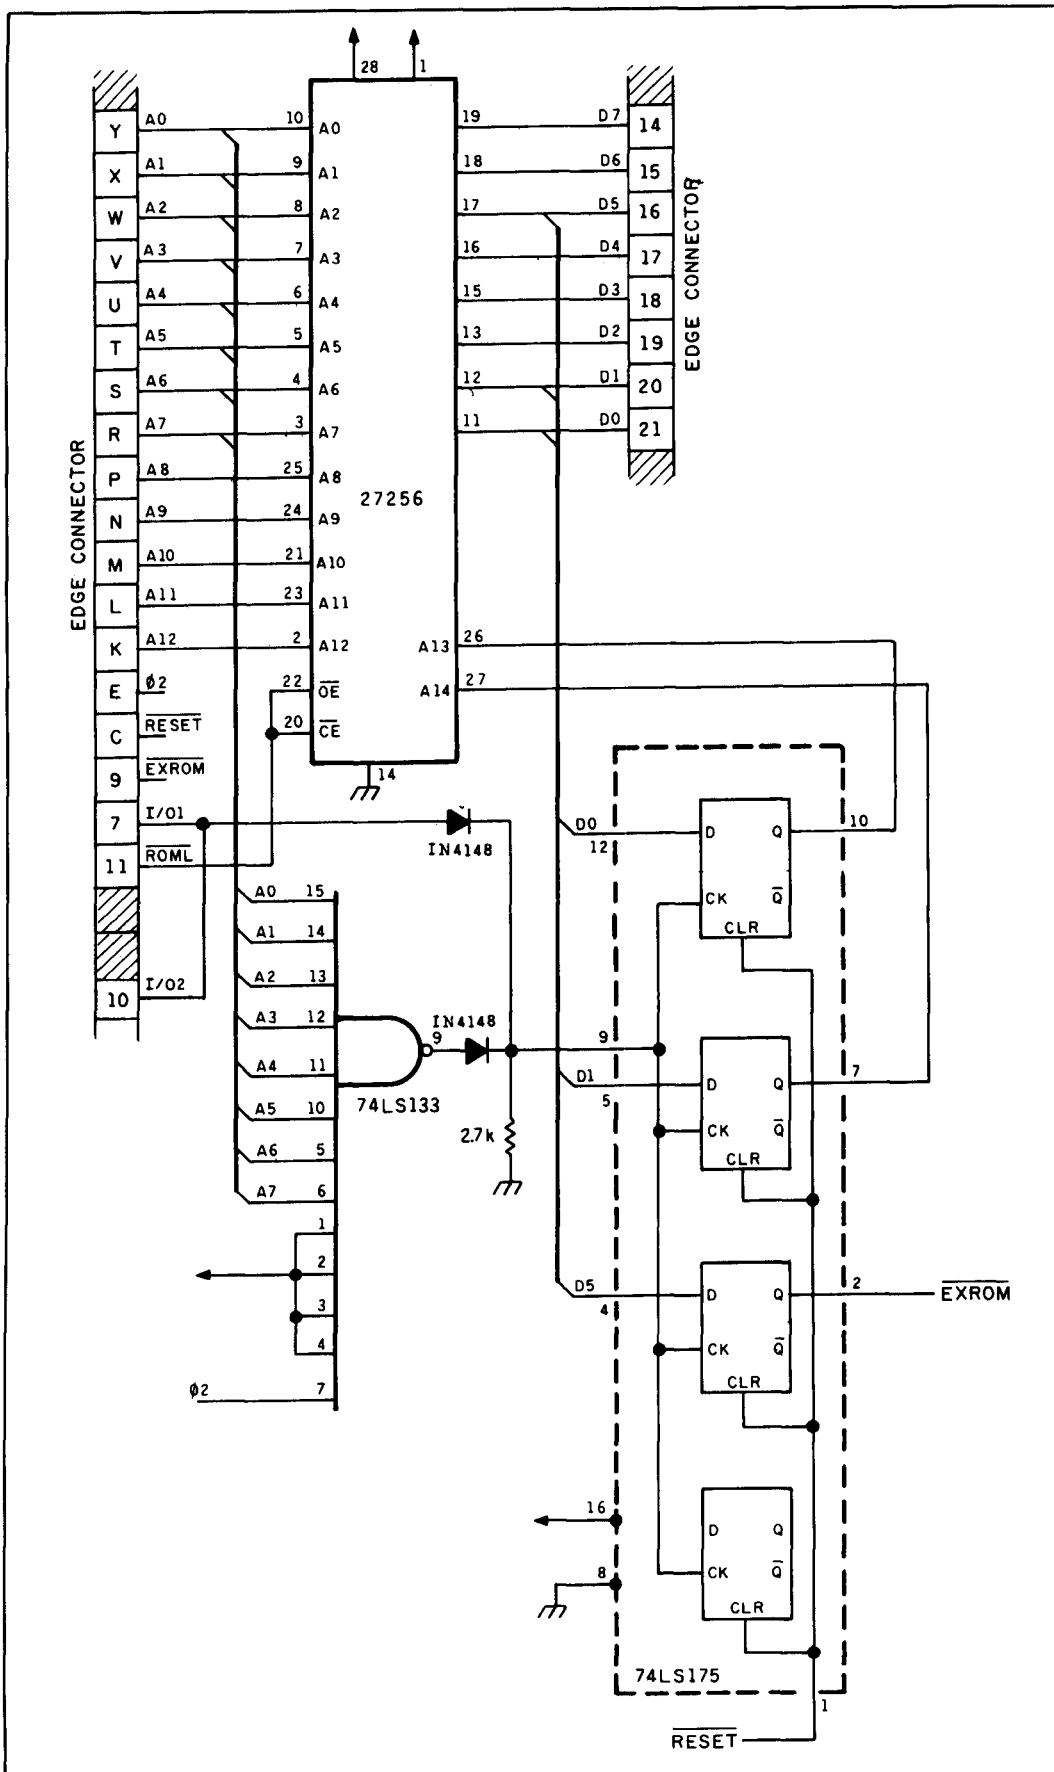 28 1
Y A0 10 A0 19 D7 14
X A1 9 A1 18 D6 15
W A2 8 A2 17 D5 16
V A3 7 A3 16 D4 17
U A4 6 A4 15 D3 18
T A5 5 A5 13 D2 19
S A6 4 A6 12 D1 20
R A7 3 A7 11 D0 21
P A8 25 A8
N A9 24 A9
M A10 21 A10
L A11 23 A11
K A12 2 A12 A13 26
E Ø2 22 OE A14 27
C RESET 20 CE
9 EXROM 14
7 I/O1
11 ROML
10 I/O2
EDGE CONNECTOR
EDGE CONNECTOR
27256
IN4148
A0 15
A1 14
A2 13
A3 12
A4 11
A5 10
A6 5
A7 6
1
2
3
4
Ø2 7
74LS133
9
IN4148
2.7k
9
D0 12 D Q 10
CK Q
CLR
D1 5 D Q 7
CK Q
CLR
D5 4 D Q 2 EXROM
CK Q
CLR
16
8
D Q
CK Q
CLR
74LS175
1
RESET